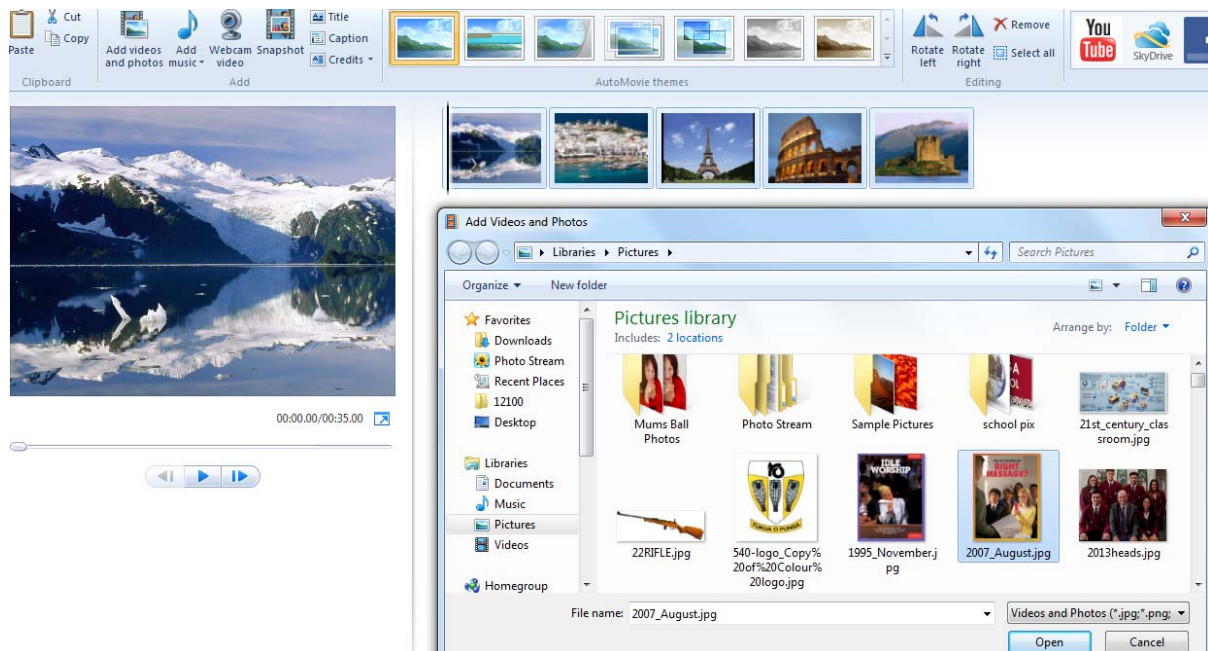 Paste
Cut
Copy
Clipboard
Add videos
and photos
Add
music
Webcam
video
Snapshot
Title
Caption
Credits
Add
AutoMovie themes
Rotate
left
Rotate
right
Remove
Select all
Editing
You
Tube
SkyDrive
00:00.00/00:35.00
Add Videos and Photos
Libraries
Pictures
Search Pictures
Organize
New folder
Favorites
Downloads
Photo Stream
Recent Places
12100
Desktop
Libraries
Documents
Music
Pictures
Videos
Homegroup
Pictures library
Includes: 2 locations
Arrange by: Folder
Mums Ball
Photos
Photo Stream
Sample Pictures
school pix
21st_century_clas
sroom.jpg
IDLE
WORSHIP
RIGHT
MESSAGE?
22RIFLE.jpg
540-logo_Copy%
20of%20Colour%
20logo.jpg
1995_November.j
pg
2007_August.jpg
2013heads.jpg
File name: 2007_August.jpg
Videos and Photos (*.jpg;*.png;
Open
Cancel